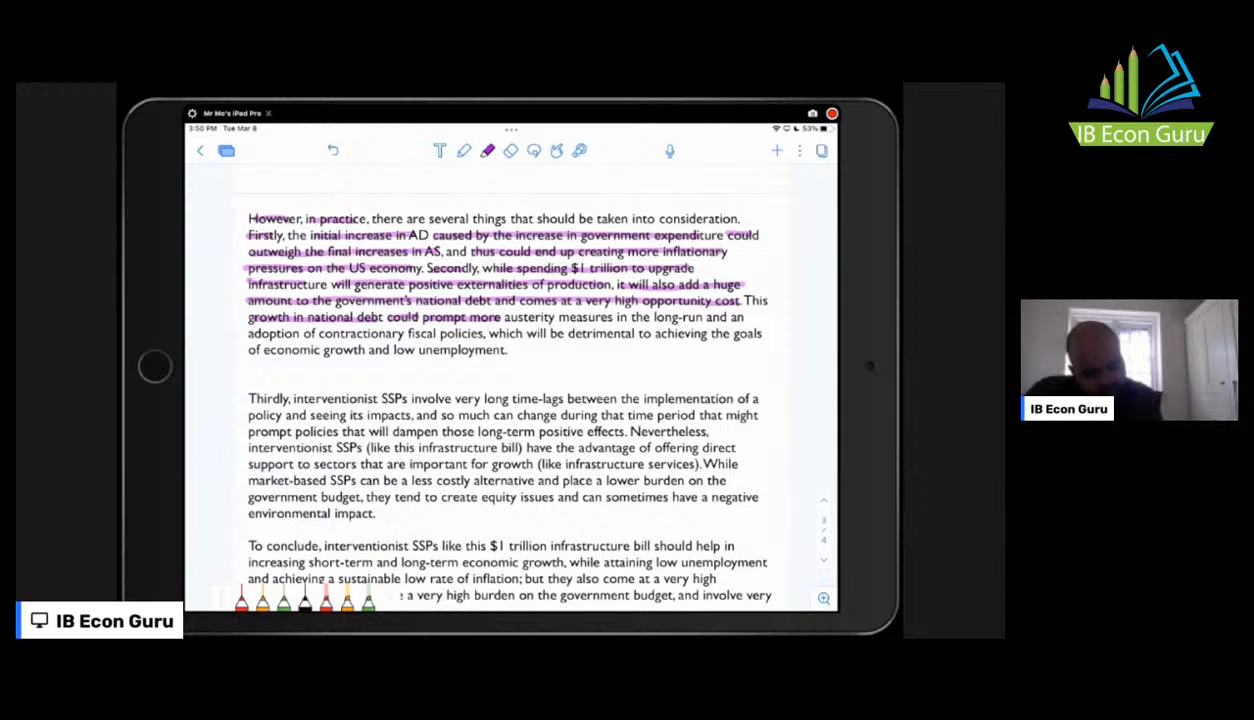 IB Econ Guru
Mr Mo's iPad Pro
3:50 PM Tue Mar 8
53%
However, in practice, there are several things that should be taken into consideration.
Firstly, the initial increase in AD caused by the increase in government expenditure could
outweigh the final increases in AS, and thus could end up creating more inflationary
pressures on the US economy. Secondly, while spending $1 trillion to upgrade
infrastructure will generate positive externalities of production, it will also add a huge
amount to the government's national debt and comes at a very high opportunity cost. This
growth in national debt could prompt more austerity measures in the long-run and an
adoption of contractionary fiscal policies, which will be detrimental to achieving the goals
of economic growth and low unemployment.
Thirdly, interventionist SSPs involve very long time-lags between the implementation of a
policy and seeing its impacts, and so much can change during that time period that might
prompt policies that will dampen those long-term positive effects. Nevertheless,
interventionist SSPs (like this infrastructure bill) have the advantage of offering direct
support to sectors that are important for growth (like infrastructure services). While
market-based SSPs can be a less costly alternative and place a lower burden on the
government budget, they tend to create equity issues and can sometimes have a negative
environmental impact.
3
/
4
To conclude, interventionist SSPs like this $1 trillion infrastructure bill should help in
increasing short-term and long-term economic growth, while attaining low unemployment
and achieving a sustainable low rate of inflation; but they also come at a very high
a very high burden on the government budget, and involve very
IB Econ Guru
IB Econ Guru